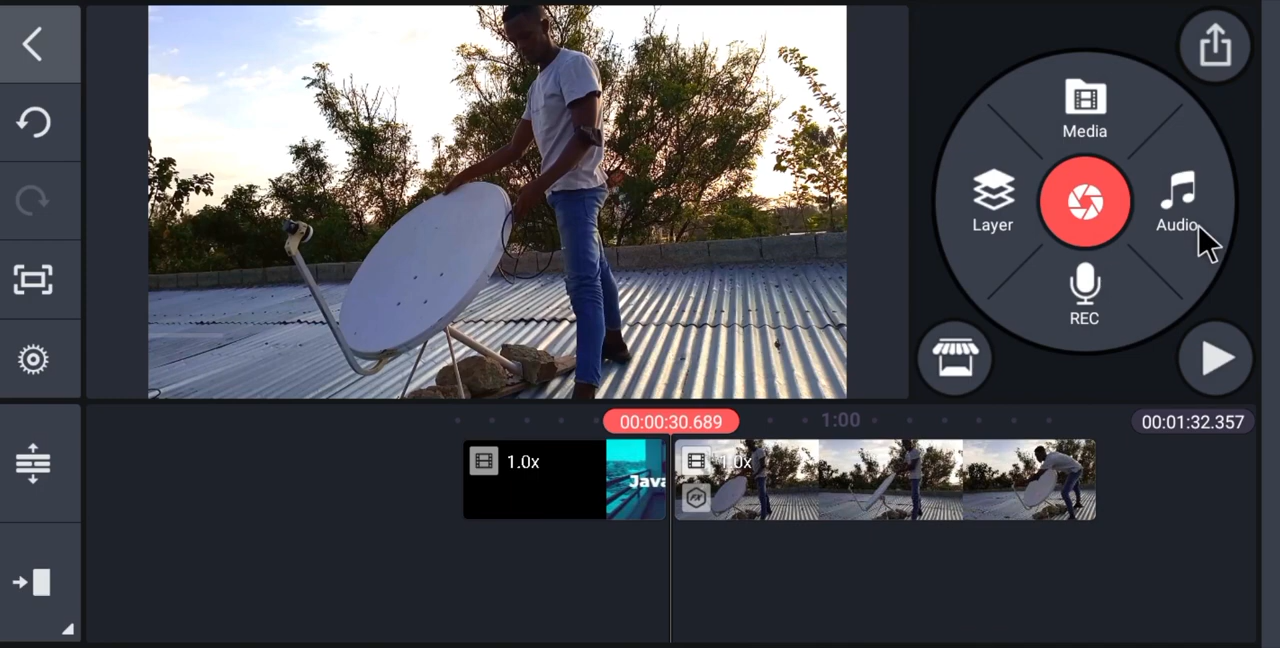 Media
Layer
Audio
REC
00:00:30.689
1:00
00:01:32.357
1.0x
Java
1.0x